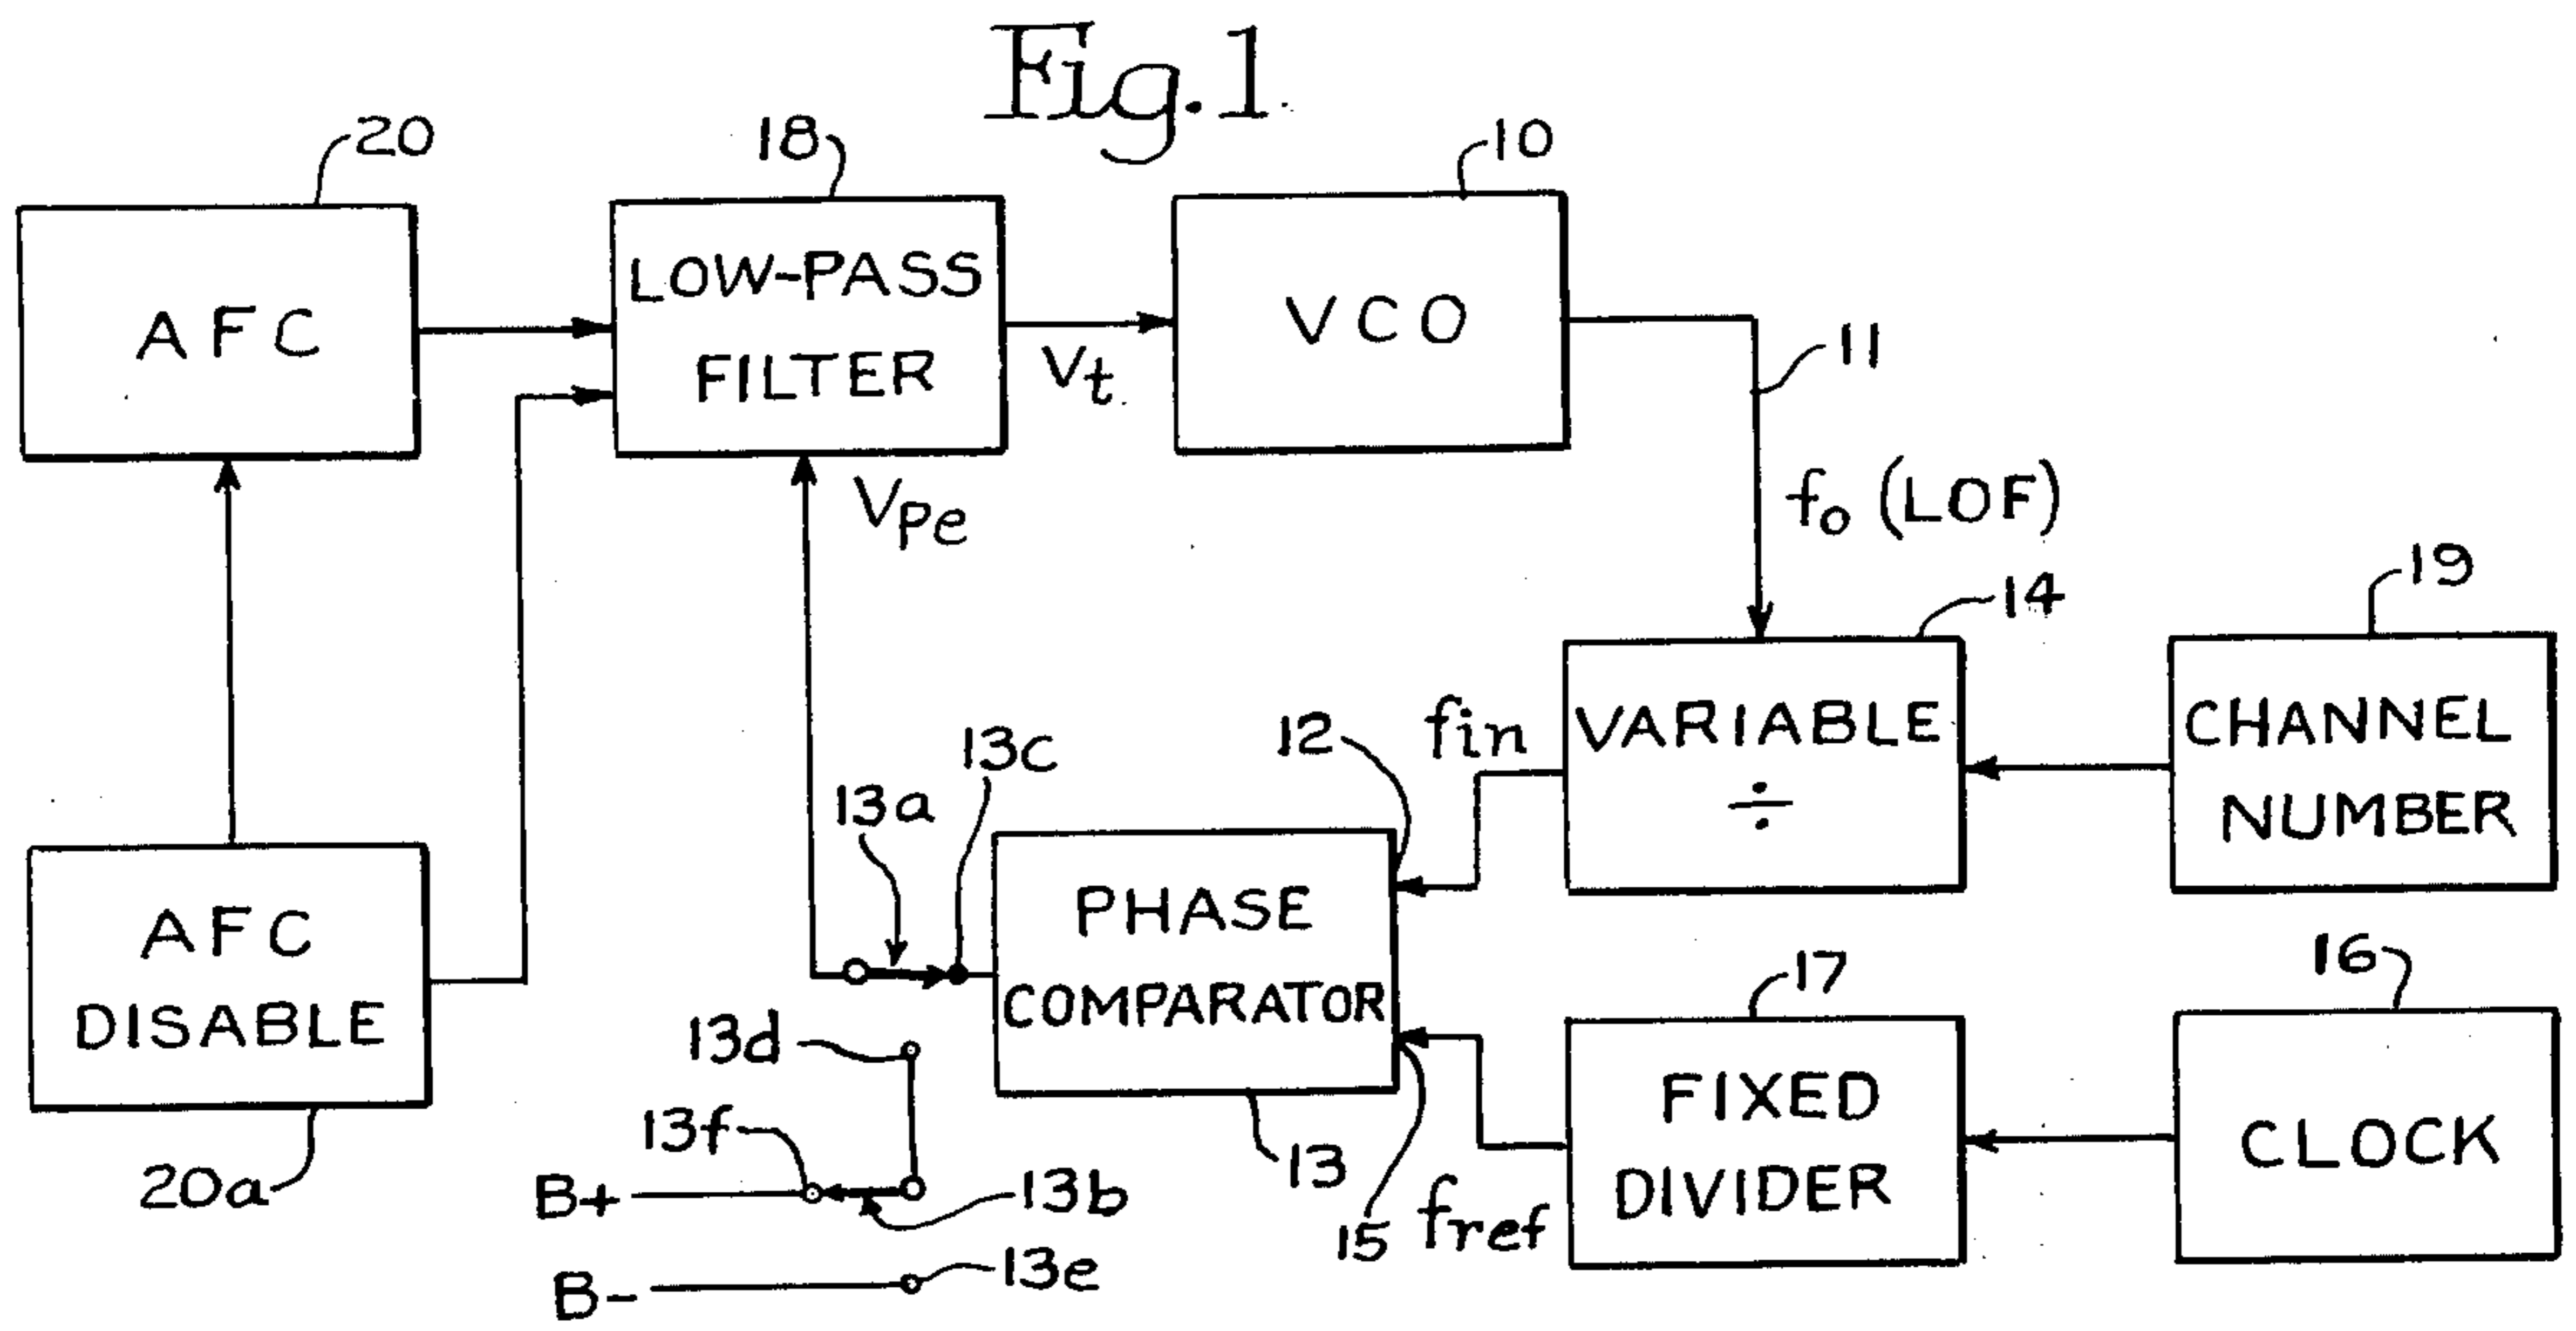 Fig. 1
20
18
10
AFC
LOW-PASS
FILTER
VCO
Vt
11
Vpe
fo (LOF)
19
14
12
fin
VARIABLE
÷
CHANNEL
NUMBER
13c
13a
AFC
DISABLE
PHASE
COMPARATOR
17
16
13d
FIXED
DIVIDER
CLOCK
13f
13
20a
B+
13b
15
fref
B-
13e